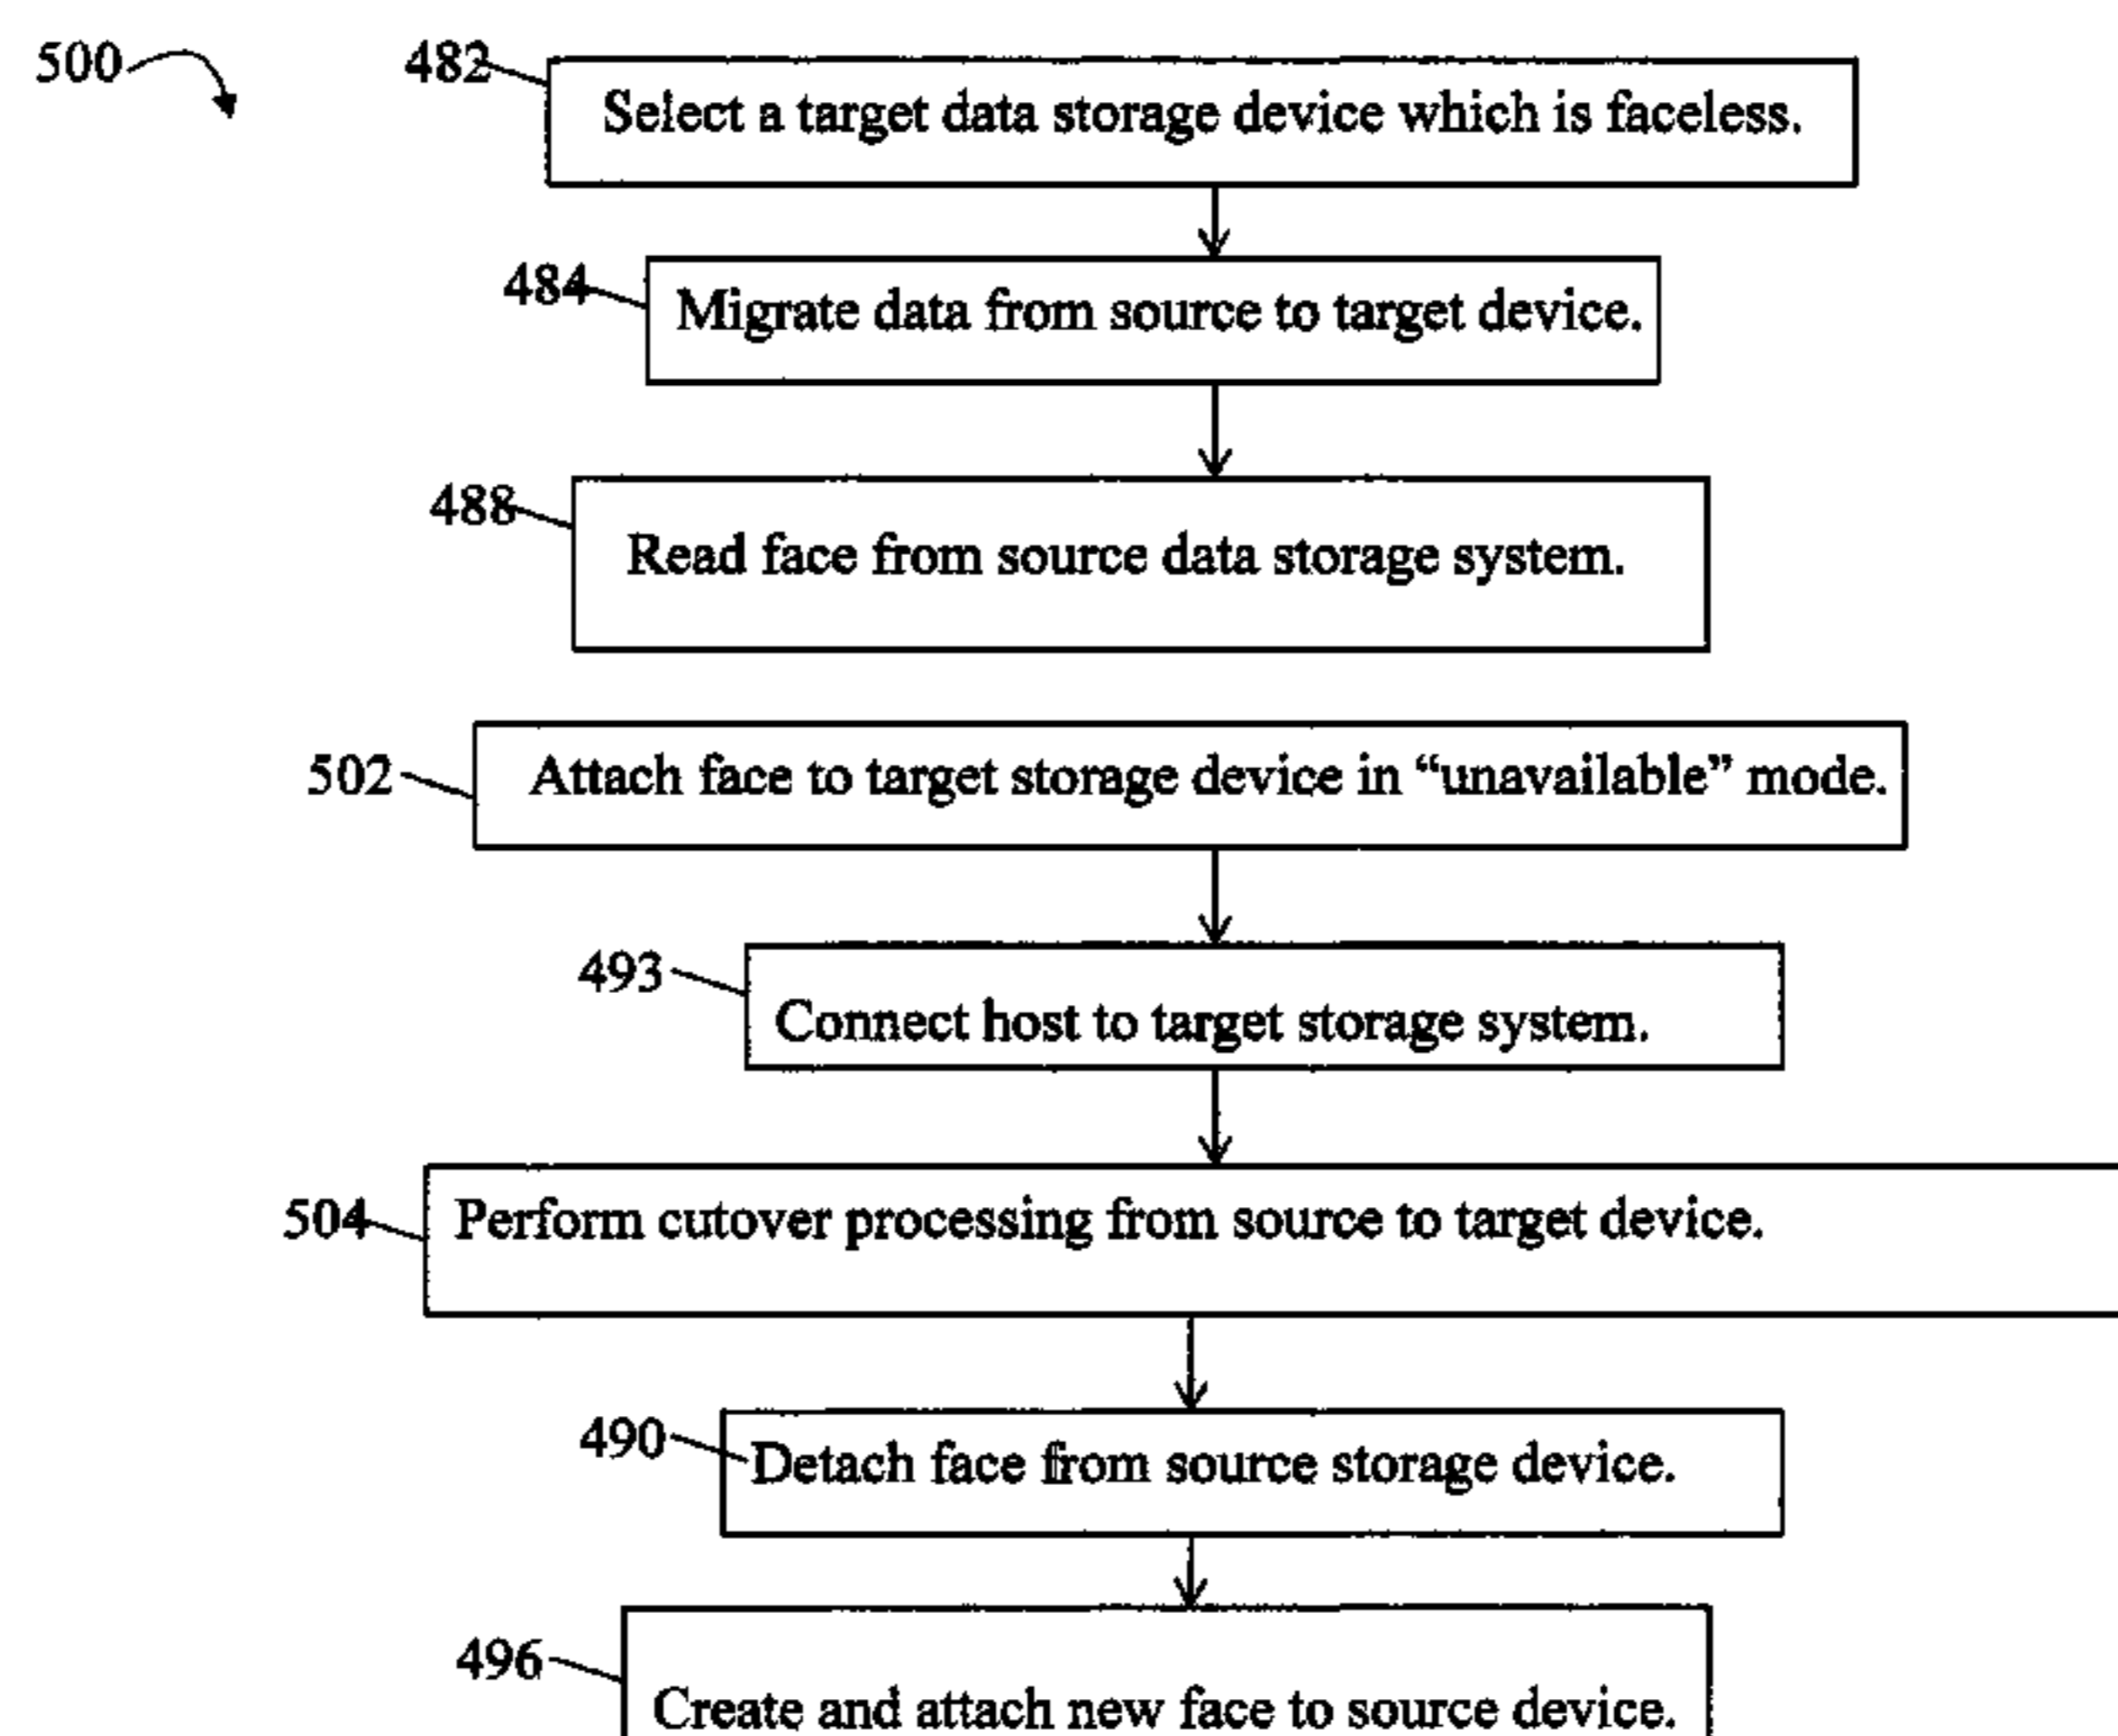 500
482
Select a target data storage device which is faceless.
484
Migrate data from source to target device.
488
Read face from source data storage system.
502
Attach face to target storage device in “unavailable” mode.
493
Connect host to target storage system.
504
Perform cutover processing from source to target device.
490
Detach face from source storage device.
496
Create and attach new face to source device.